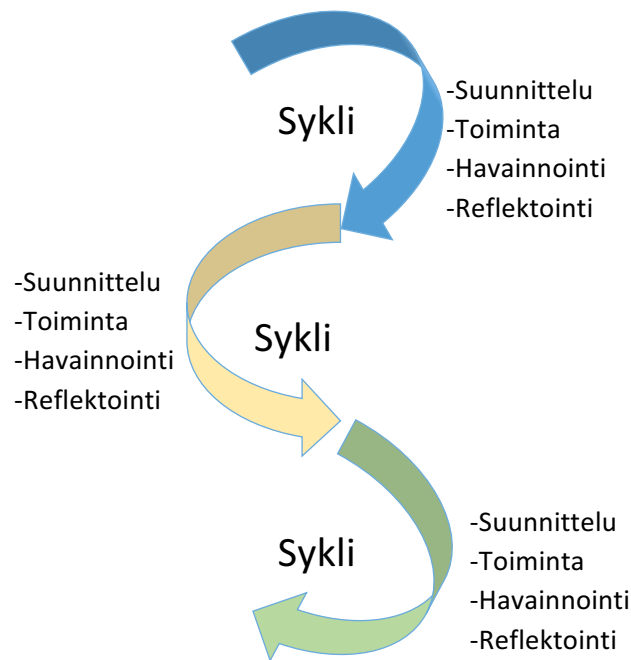 Sykli
-Suunnittelu
-Toiminta
-Havainnointi
-Reflektointi
-Suunnittelu
-Toiminta
-Havainnointi
-Reflektointi
Sykli
Sykli
-Suunnittelu
-Toiminta
-Havainnointi
-Reflektointi